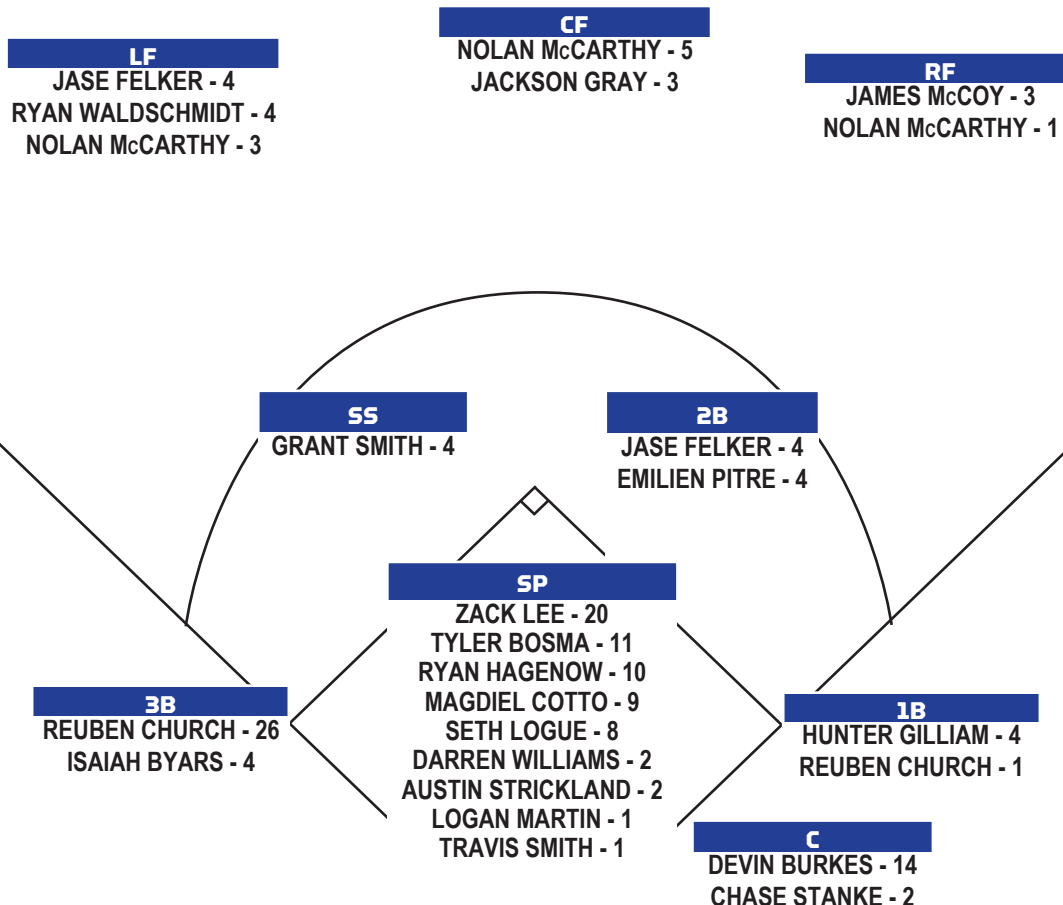 LF
JASE FELKER - 4
RYAN WALDSCHMIDT - 4
NOLAN McCARTHY - 3
CF
NOLAN McCARTHY - 5
JACKSON GRAY - 3
RF
JAMES McCOY - 3
NOLAN McCARTHY - 1
SS
GRANT SMITH - 4
2B
JASE FELKER - 4
EMILIEN PITRE - 4
3B
REUBEN CHURCH - 26
ISAIAH BYARS - 4
SP
ZACK LEE - 20
TYLER BOSMA - 11
RYAN HAGENOW - 10
MAGDIEL COTTO - 9
SETH LOGUE - 8
DARREN WILLIAMS - 2
AUSTIN STRICKLAND - 2
LOGAN MARTIN - 1
TRAVIS SMITH - 1
1B
HUNTER GILLIAM - 4
REUBEN CHURCH - 1
C
DEVIN BURKES - 14
CHASE STANKE - 2